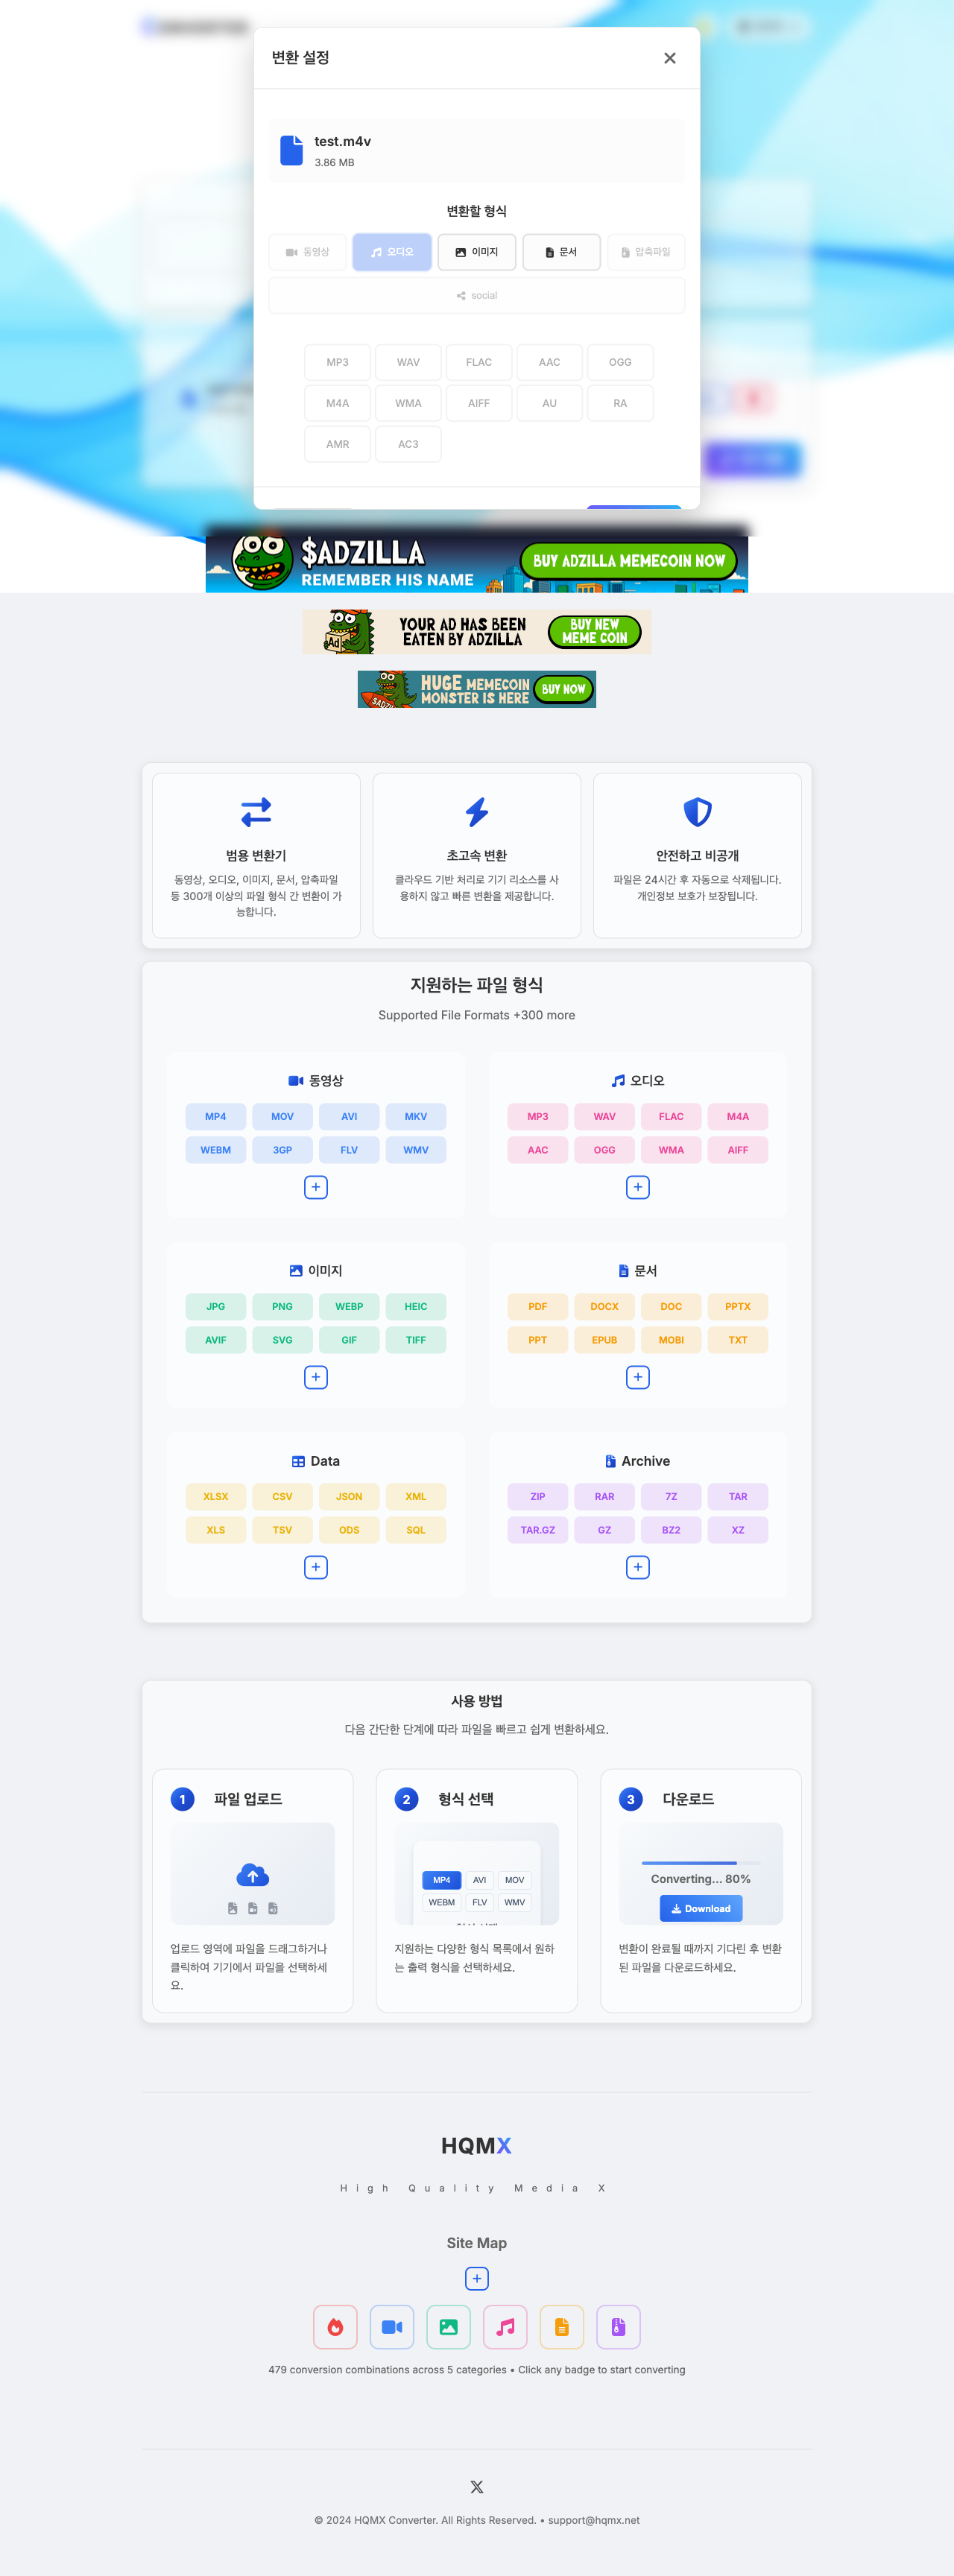 변환 설정
test.m4v
3.86 MB
변환할 형식
동영상 오디오 이미지 문서 압축파일
social
MP3 WAV FLAC AAC OGG
M4A WMA AIFF AU RA
AMR AC3
$ADZILLA
REMEMBER HIS NAME
BUY ADZILLA MEMECOIN NOW
Ad
YOUR AD HAS BEEN
EATEN BY ADZILLA
BUY NEW
MEME COIN
HUGE MEMECOIN
MONSTER IS HERE
BUY NOW
범용 변환기
동영상, 오디오, 이미지, 문서, 압축파일
등 300개 이상의 파일 형식 간 변환이 가
능합니다.
초고속 변환
클라우드 기반 처리로 기기 리소스를 사
용하지 않고 빠른 변환을 제공합니다.
안전하고 비공개
파일은 24시간 후 자동으로 삭제됩니다.
개인정보 보호가 보장됩니다.
지원하는 파일 형식
Supported File Formats +300 more
동영상
MP4 MOV AVI MKV
WEBM 3GP FLV WMV
오디오
MP3 WAV FLAC M4A
AAC OGG WMA AIFF
이미지
JPG PNG WEBP HEIC
AVIF SVG GIF TIFF
문서
PDF DOCX DOC PPTX
PPT EPUB MOBI TXT
Data
XLSX CSV JSON XML
XLS TSV ODS SQL
Archive
ZIP RAR 7Z TAR
TAR.GZ GZ BZ2 XZ
사용 방법
다음 간단한 단계에 따라 파일을 빠르고 쉽게 변환하세요.
1 파일 업로드
업로드 영역에 파일을 드래그하거나
클릭하여 기기에서 파일을 선택하세
요.
2 형식 선택
MP4 AVI MOV
WEBM FLV WMV
지원하는 다양한 형식 목록에서 원하
는 출력 형식을 선택하세요.
3 다운로드
Converting... 80%
Download
변환이 완료될 때까지 기다린 후 변환
된 파일을 다운로드하세요.
HQMX
High Quality Media X
Site Map
479 conversion combinations across 5 categories • Click any badge to start converting
© 2024 HQMX Converter. All Rights Reserved. • support@hqmx.net